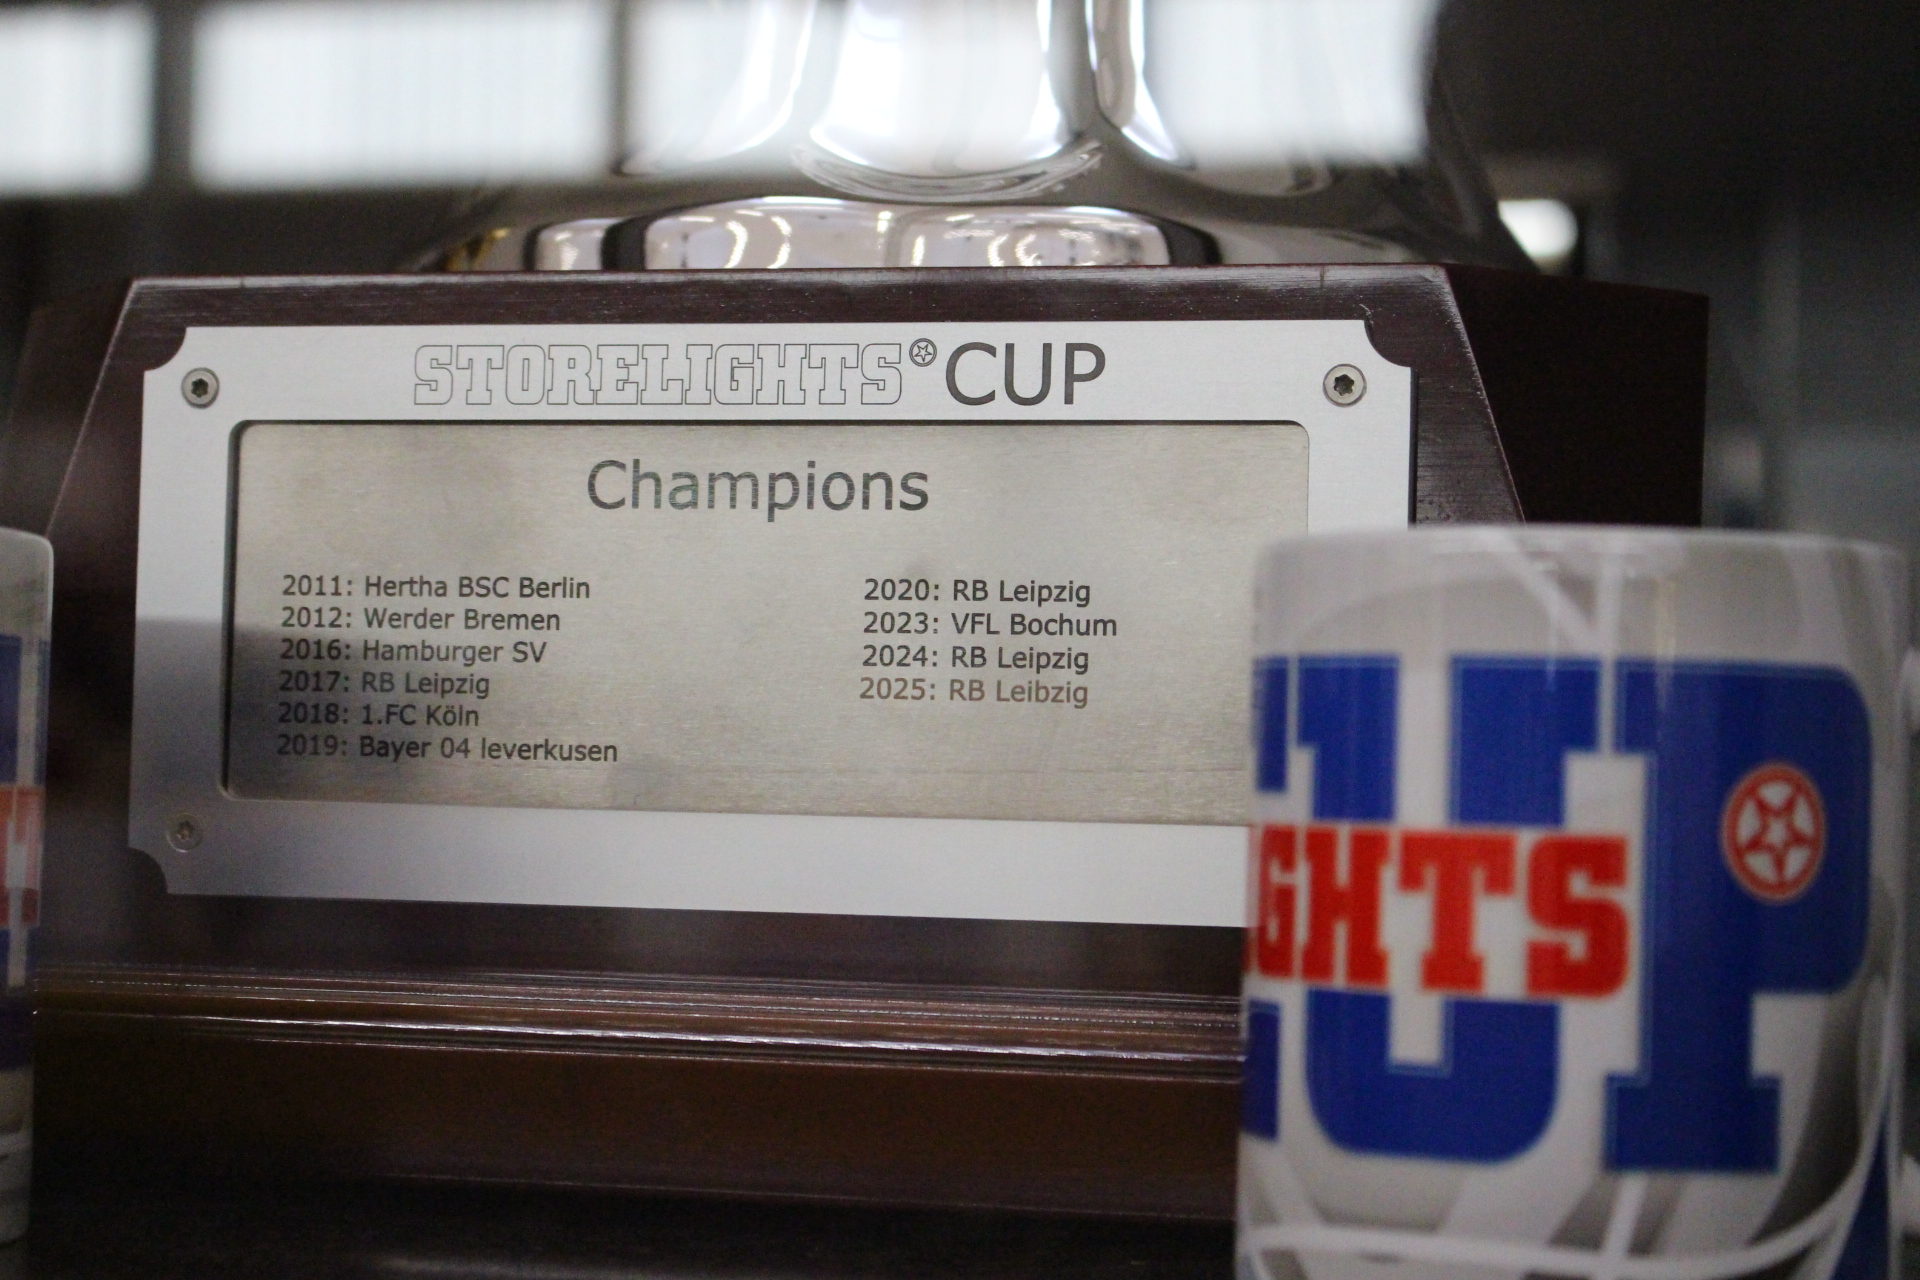 STORELIGHTS CUP
Champions
2011: Hertha BSC Berlin
2012: Werder Bremen
2016: Hamburger SV
2017: RB Leipzig
2018: 1.FC Köln
2019: Bayer 04 leverkusen
2020: RB Leipzig
2023: VFL Bochum
2024: RB Leipzig
2025: RB Leibzig
UP
GHTS